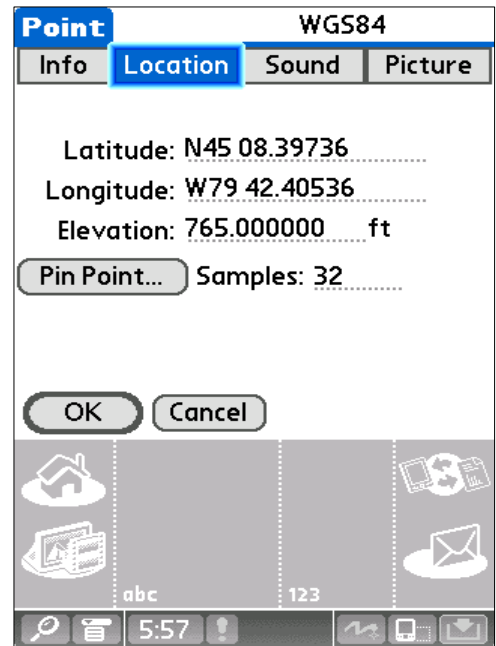 Point WGS84
Info Location Sound Picture
Latitude: N45 08.39736
Longitude: W79 42.40536
Elevation: 765.000000 ft
Pin Point... Samples: 32
OK Cancel
abc 123
5:57